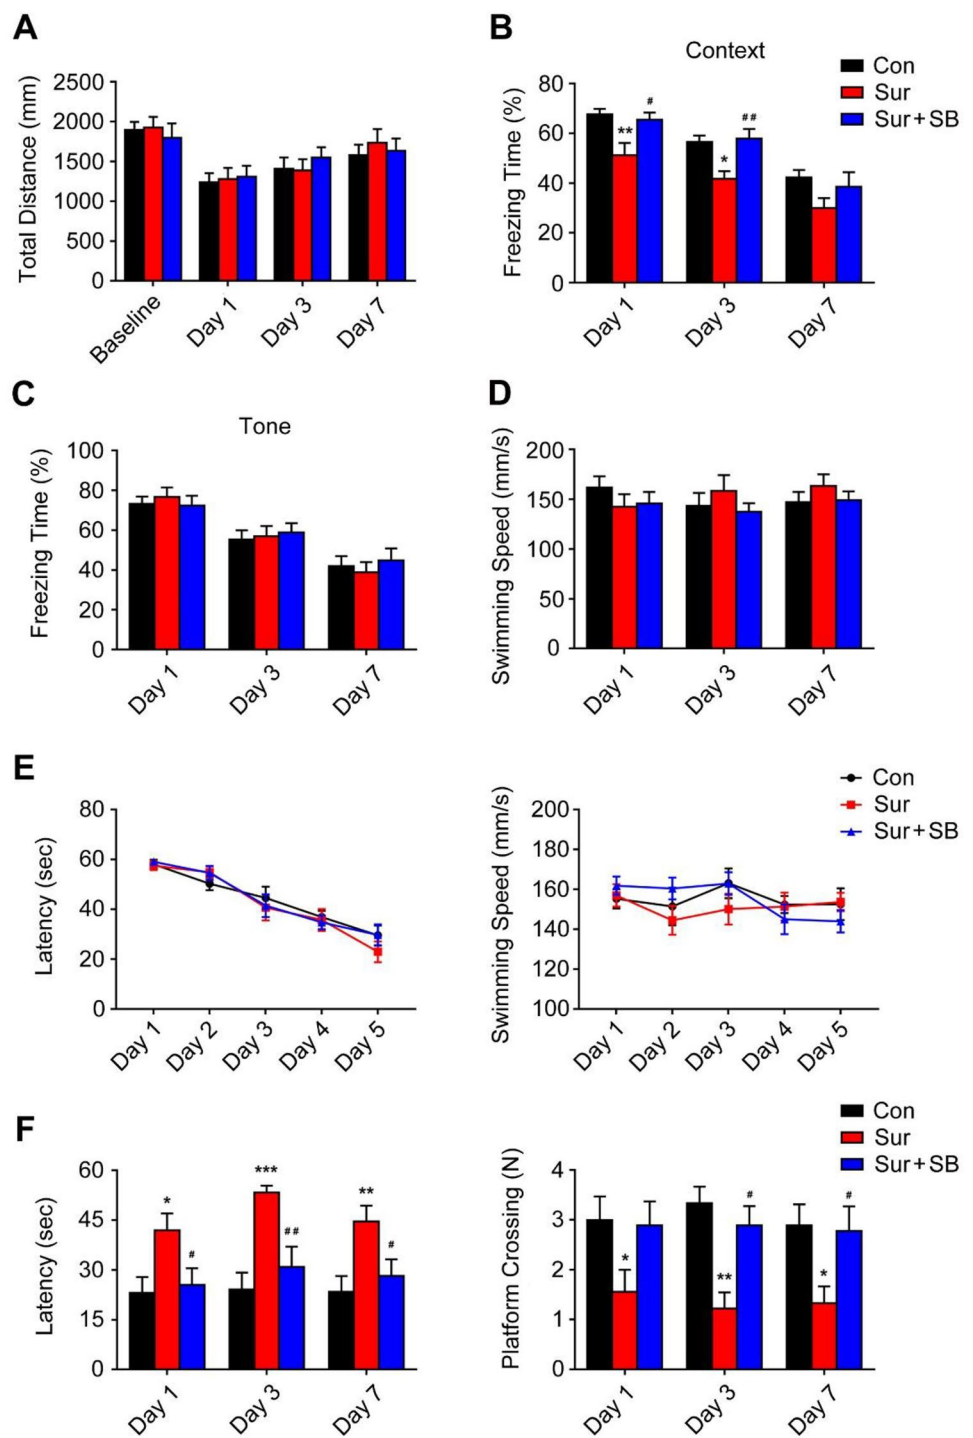 A
Total Distance (mm)
2500
2000
1500
1000
500
0
Baseline
Day 1
Day 3
Day 7
B
Context
Con
Sur
Sur+SB
Freezing Time (%)
80
60
40
20
0
**
#
*
##
Day 1
Day 3
Day 7
C
Tone
Freezing Time (%)
100
80
60
40
20
0
Day 1
Day 3
Day 7
D
Swimming Speed (mm/s)
200
150
100
50
0
Day 1
Day 3
Day 7
E
Latency (sec)
80
60
40
20
0
Day 1
Day 2
Day 3
Day 4
Day 5
Con
Sur
Sur+SB
Swimming Speed (mm/s)
200
180
160
140
120
100
Day 1
Day 2
Day 3
Day 4
Day 5
F
Latency (sec)
60
45
30
15
0
*
#
***
##
**
#
Day 1
Day 3
Day 7
Con
Sur
Sur+SB
Platform Crossing (N)
4
3
2
1
0
*
**
#
*
#
Day 1
Day 3
Day 7